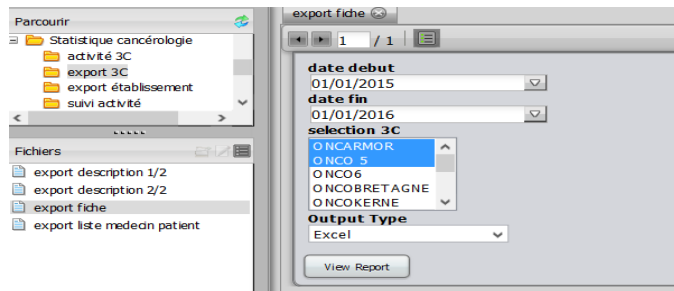 Parcourir
Statistique cancérologie
activité 3C
export 3C
export établissement
suivi activité
Fichiers
export description 1/2
export description 2/2
export fiche
export liste medecin patient
export fiche
1 / 1
date debut
01/01/2015
date fin
01/01/2016
selection 3C
ONCARMOR
ONCO 5
ONCO6
ONCOBRETAGNE
ONCOKERNE
Output Type
Excel
View Report